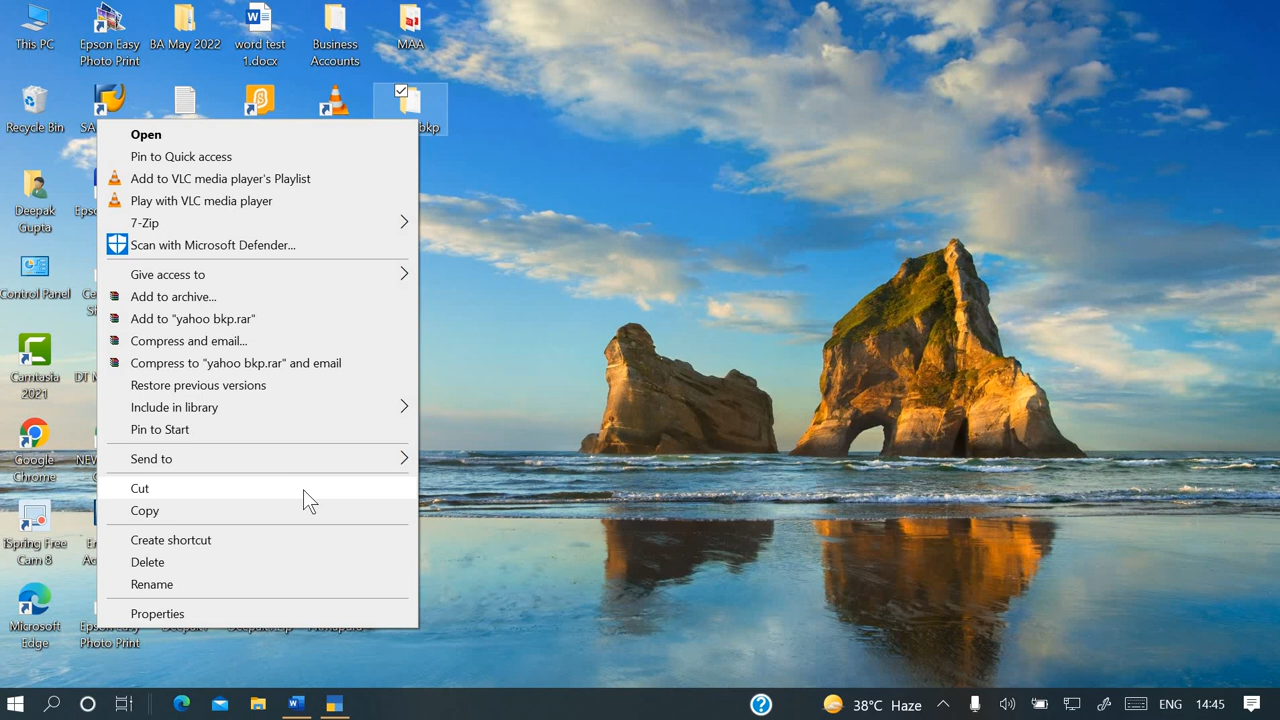 This PC
Epson Easy
Photo Print
BA May 2022
word test
1.docx
Business
Accounts
MAA
Recycle Bin
SA
bkp
Open
Pin to Quick access
Add to VLC media player's Playlist
Play with VLC media player
7-Zip
Scan with Microsoft Defender...
Give access to
Add to archive...
Add to "yahoo bkp.rar"
Compress and email...
Compress to "yahoo bkp.rar" and email
Restore previous versions
Include in library
Pin to Start
Send to
Cut
Copy
Create shortcut
Delete
Rename
Properties
Deepak
Gupta
Control Panel
Camtasia
2021
DT
Google
Chrome
iSpring Free
Cam 8
Microsoft
Edge
Photo Print
38°C Haze
ENG
14:45